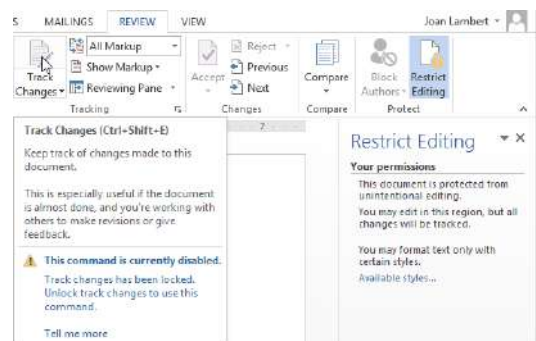 S MAILINGS REVIEW VIEW Joan Lambert
All Markup Reject
Show Markup Previous
Track Accept Compare Block Restrict
Changes Reviewing Pane Next Authors Editing
Tracking Changes Compare Protect
Track Changes (Ctrl+Shift+E)
Keep track of changes made to this
document.
This is especially useful if the document
is almost done, and you're working with
others to make revisions or give
feedback.
This command is currently disabled.
Track changes has been locked.
Unlock track changes to use this
command.
Tell me more
7
Restrict Editing
Your permissions
This document is protected from
unintentional editing.
You may edit in this region, but all
changes will be tracked.
You may format text only with
certain styles.
Available styles...